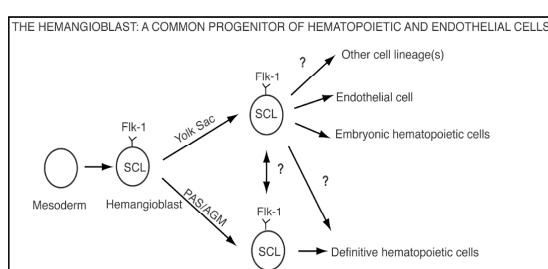 THE HEMANGIOBLAST: A COMMON PROGENITOR OF HEMATOPOIETIC AND ENDOTHELIAL CELLS
?
Other cell lineage(s)
Flk-1
SCL
Endothelial cell
Embryonic hematopoietic cells
Flk-1
SCL
Yolk Sac
Mesoderm
Hemangioblast
PAS/AGM
?
?
Flk-1
SCL
Definitive hematopoietic cells